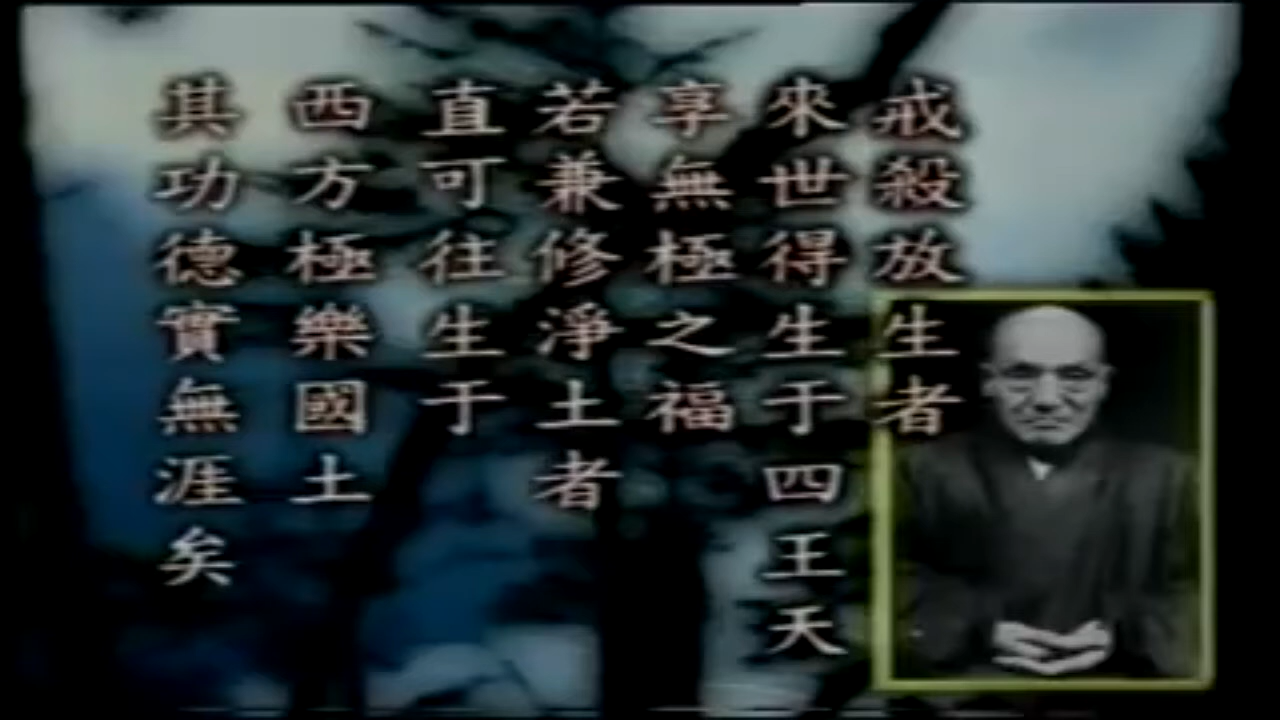 戒殺放生者
來世得生于四王天
享無極之福
若兼修淨土者
直可往生于
西方極樂國土
其功德實無涯矣